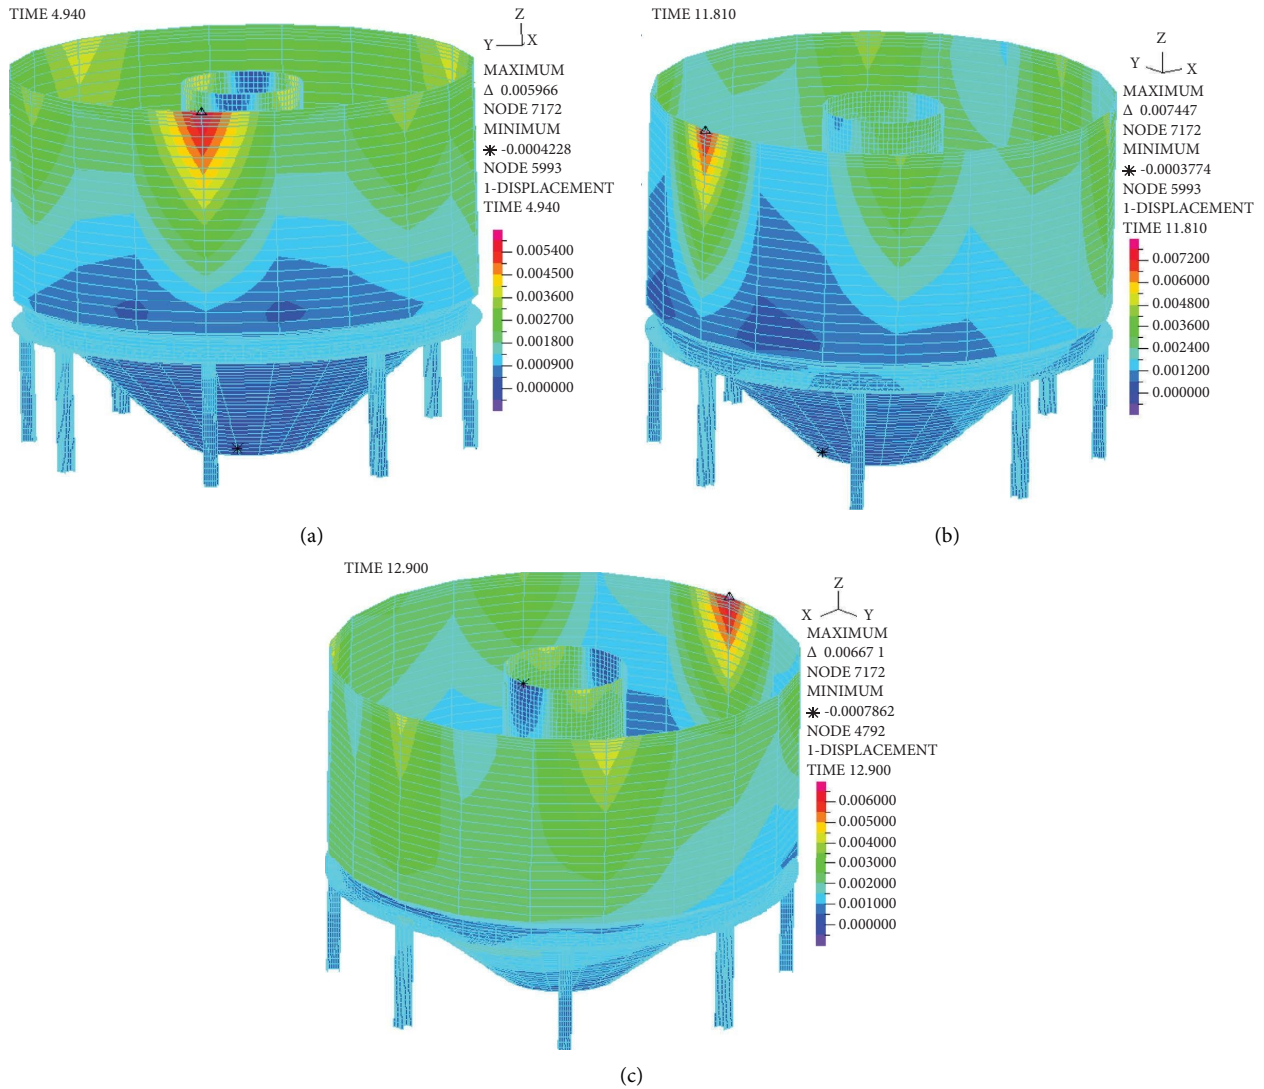 TIME 4.940
Z
Y X
MAXIMUM
Δ 0.005966
NODE 7172
MINIMUM
* -0.0004228
NODE 5993
1-DISPLACEMENT
TIME 4.940
0.005400
0.004500
0.003600
0.002700
0.001800
0.000900
0.000000
(a)
TIME 11.810
Z
Y X
MAXIMUM
Δ 0.007447
NODE 7172
MINIMUM
* -0.0003774
NODE 5993
1-DISPLACEMENT
TIME 11.810
0.007200
0.006000
0.004800
0.003600
0.002400
0.001200
0.000000
(b)
TIME 12.900
Z
X Y
MAXIMUM
Δ 0.00667 1
NODE 7172
MINIMUM
* -0.0007862
NODE 4792
1-DISPLACEMENT
TIME 12.900
0.006000
0.005000
0.004000
0.003000
0.002000
0.001000
0.000000
(c)